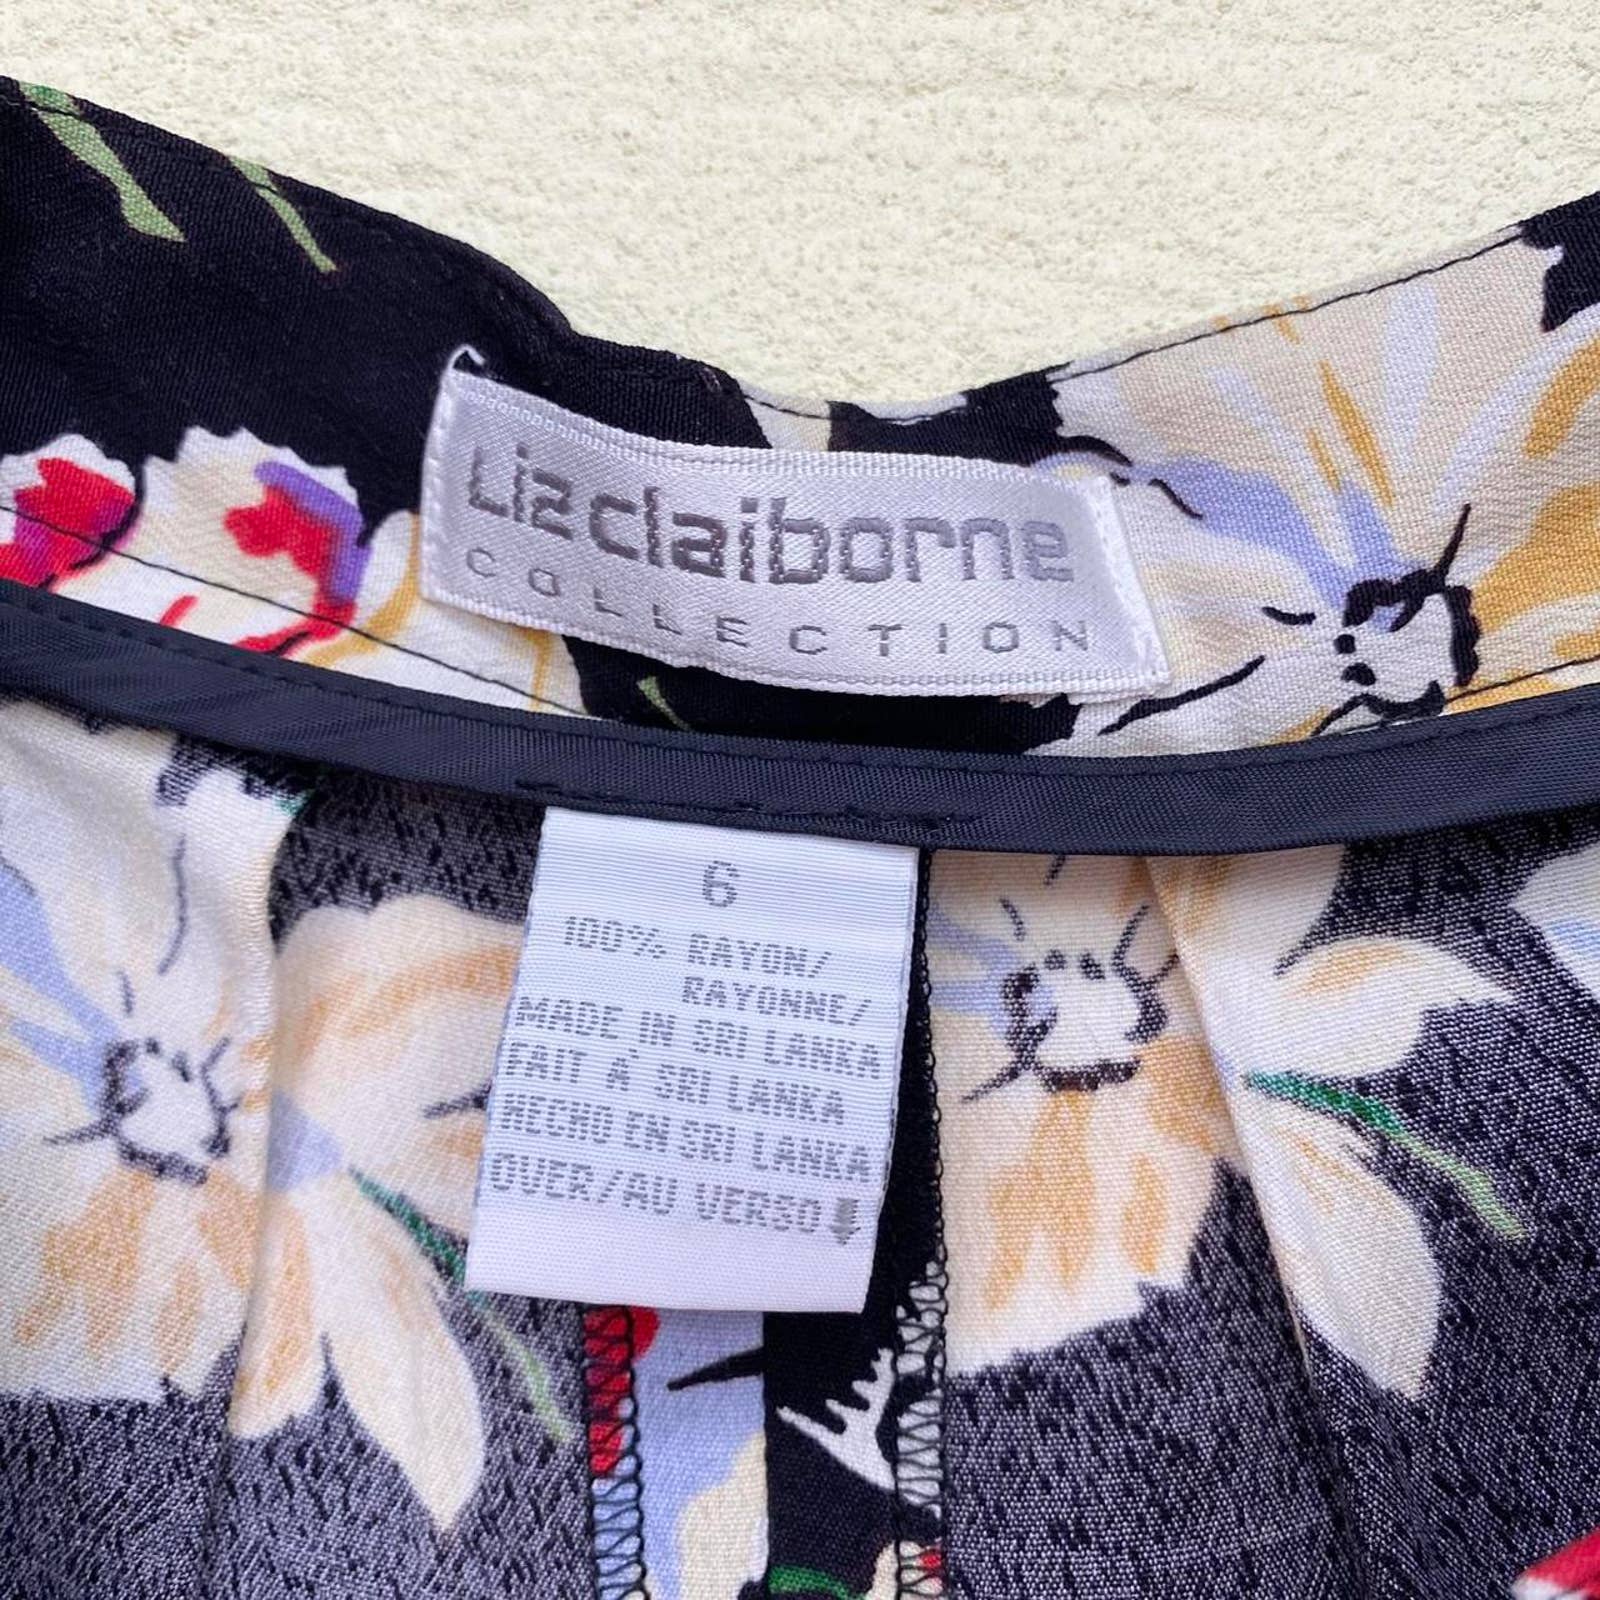 Lizclaiborne
COLLECTION
6
100% RAYON/
RAYONNE/
MADE IN SRI LANKA
FAIT À SRI LANKA
HECHO EN SRI LANKA
OVER/AU VERSO↓